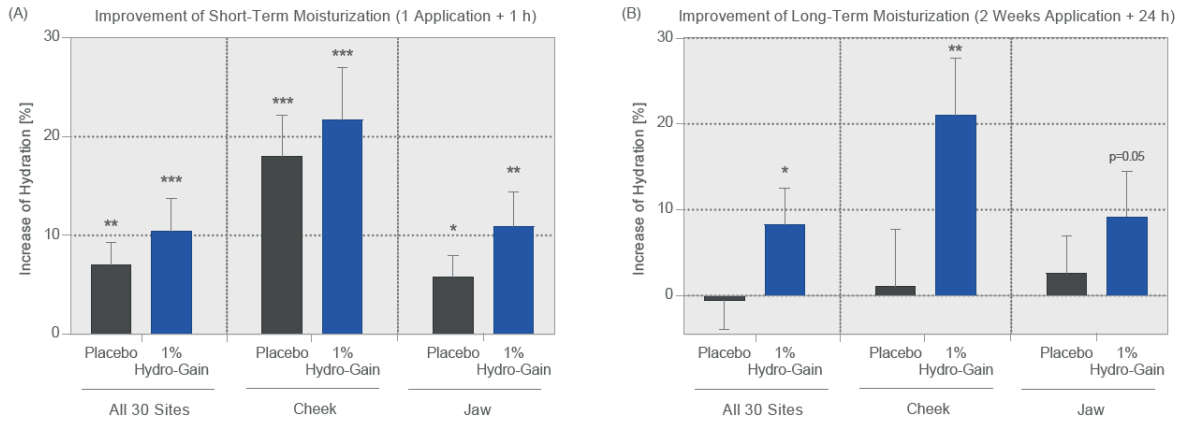 (A) Improvement of Short-Term Moisturization (1 Application + 1 h)
Increase of Hydration [%]
30
20
10
0
**
***
***
***
*
**
Placebo 1% Hydro-Gain
Placebo 1% Hydro-Gain
Placebo 1% Hydro-Gain
All 30 Sites
Cheek
Jaw
(B) Improvement of Long-Term Moisturization (2 Weeks Application + 24 h)
Increase of Hydration [%]
30
20
10
0
*
**
p=0.05
Placebo 1% Hydro-Gain
Placebo 1% Hydro-Gain
Placebo 1% Hydro-Gain
All 30 Sites
Cheek
Jaw